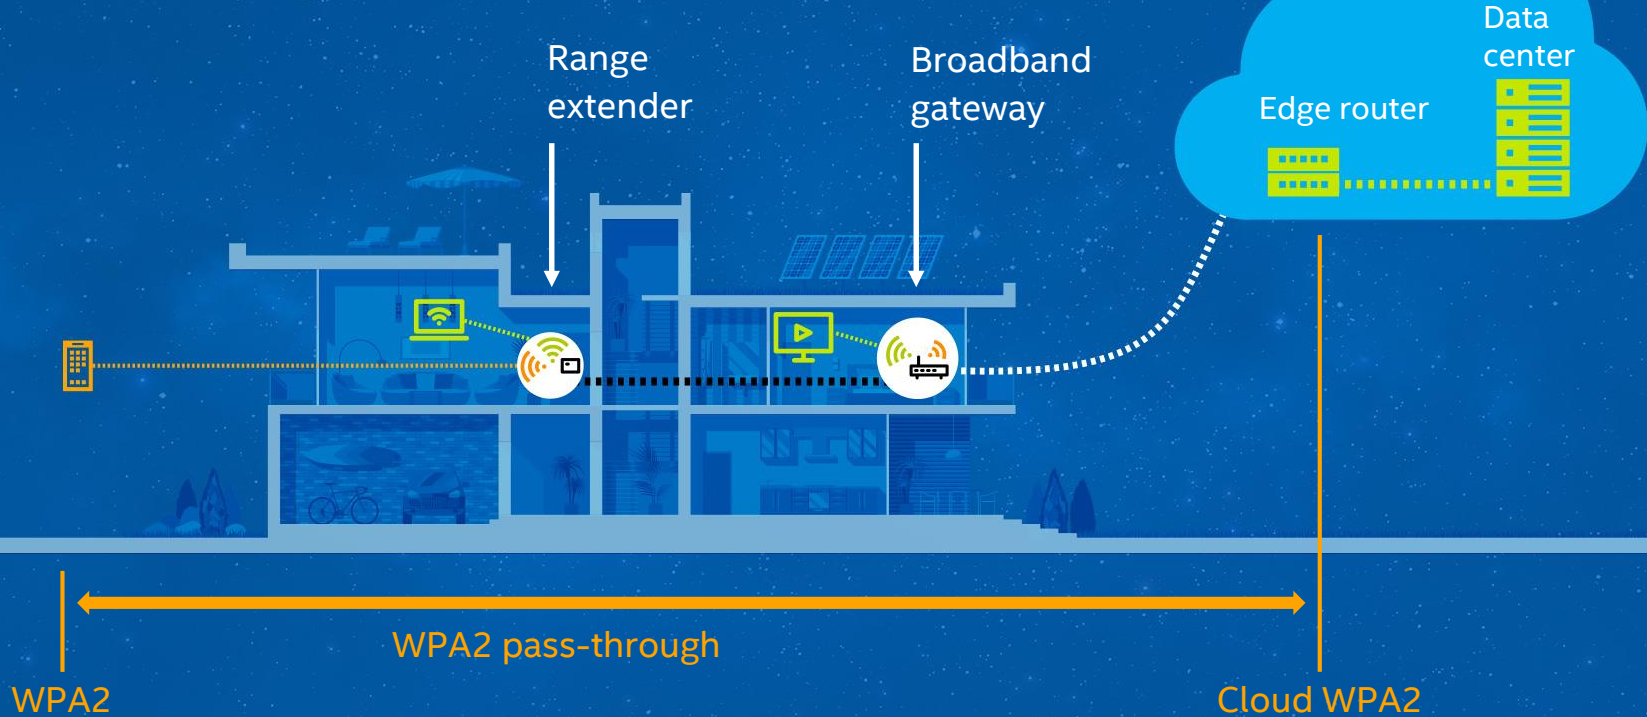 Range
extender
Broadband
gateway
Data
center
Edge router
WPA2 pass-through
WPA2
Cloud WPA2